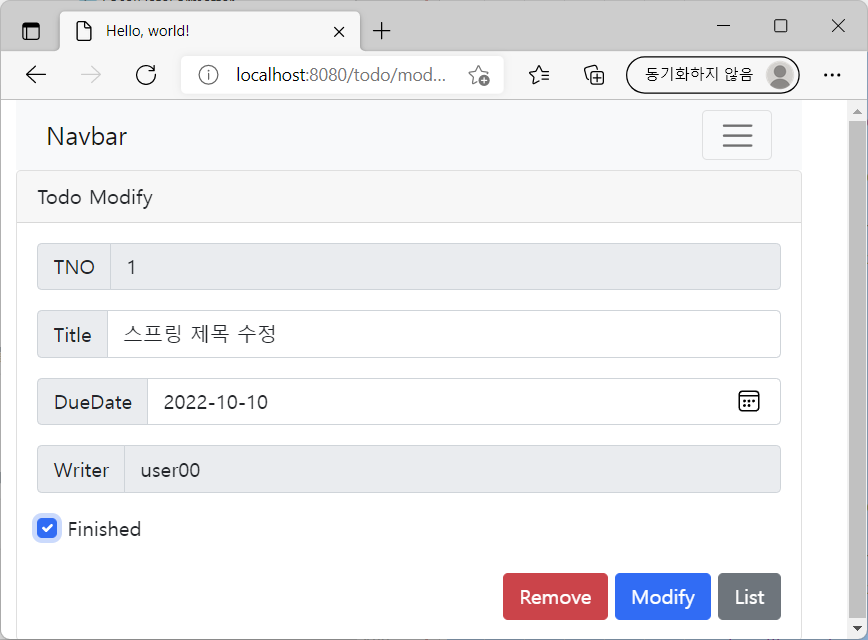 Hello, world!
localhost:8080/todo/mod...
동기화하지 않음
Navbar
Todo Modify
TNO 1
Title 스프링 제목 수정
DueDate 2022-10-10
Writer user00
Finished
Remove Modify List